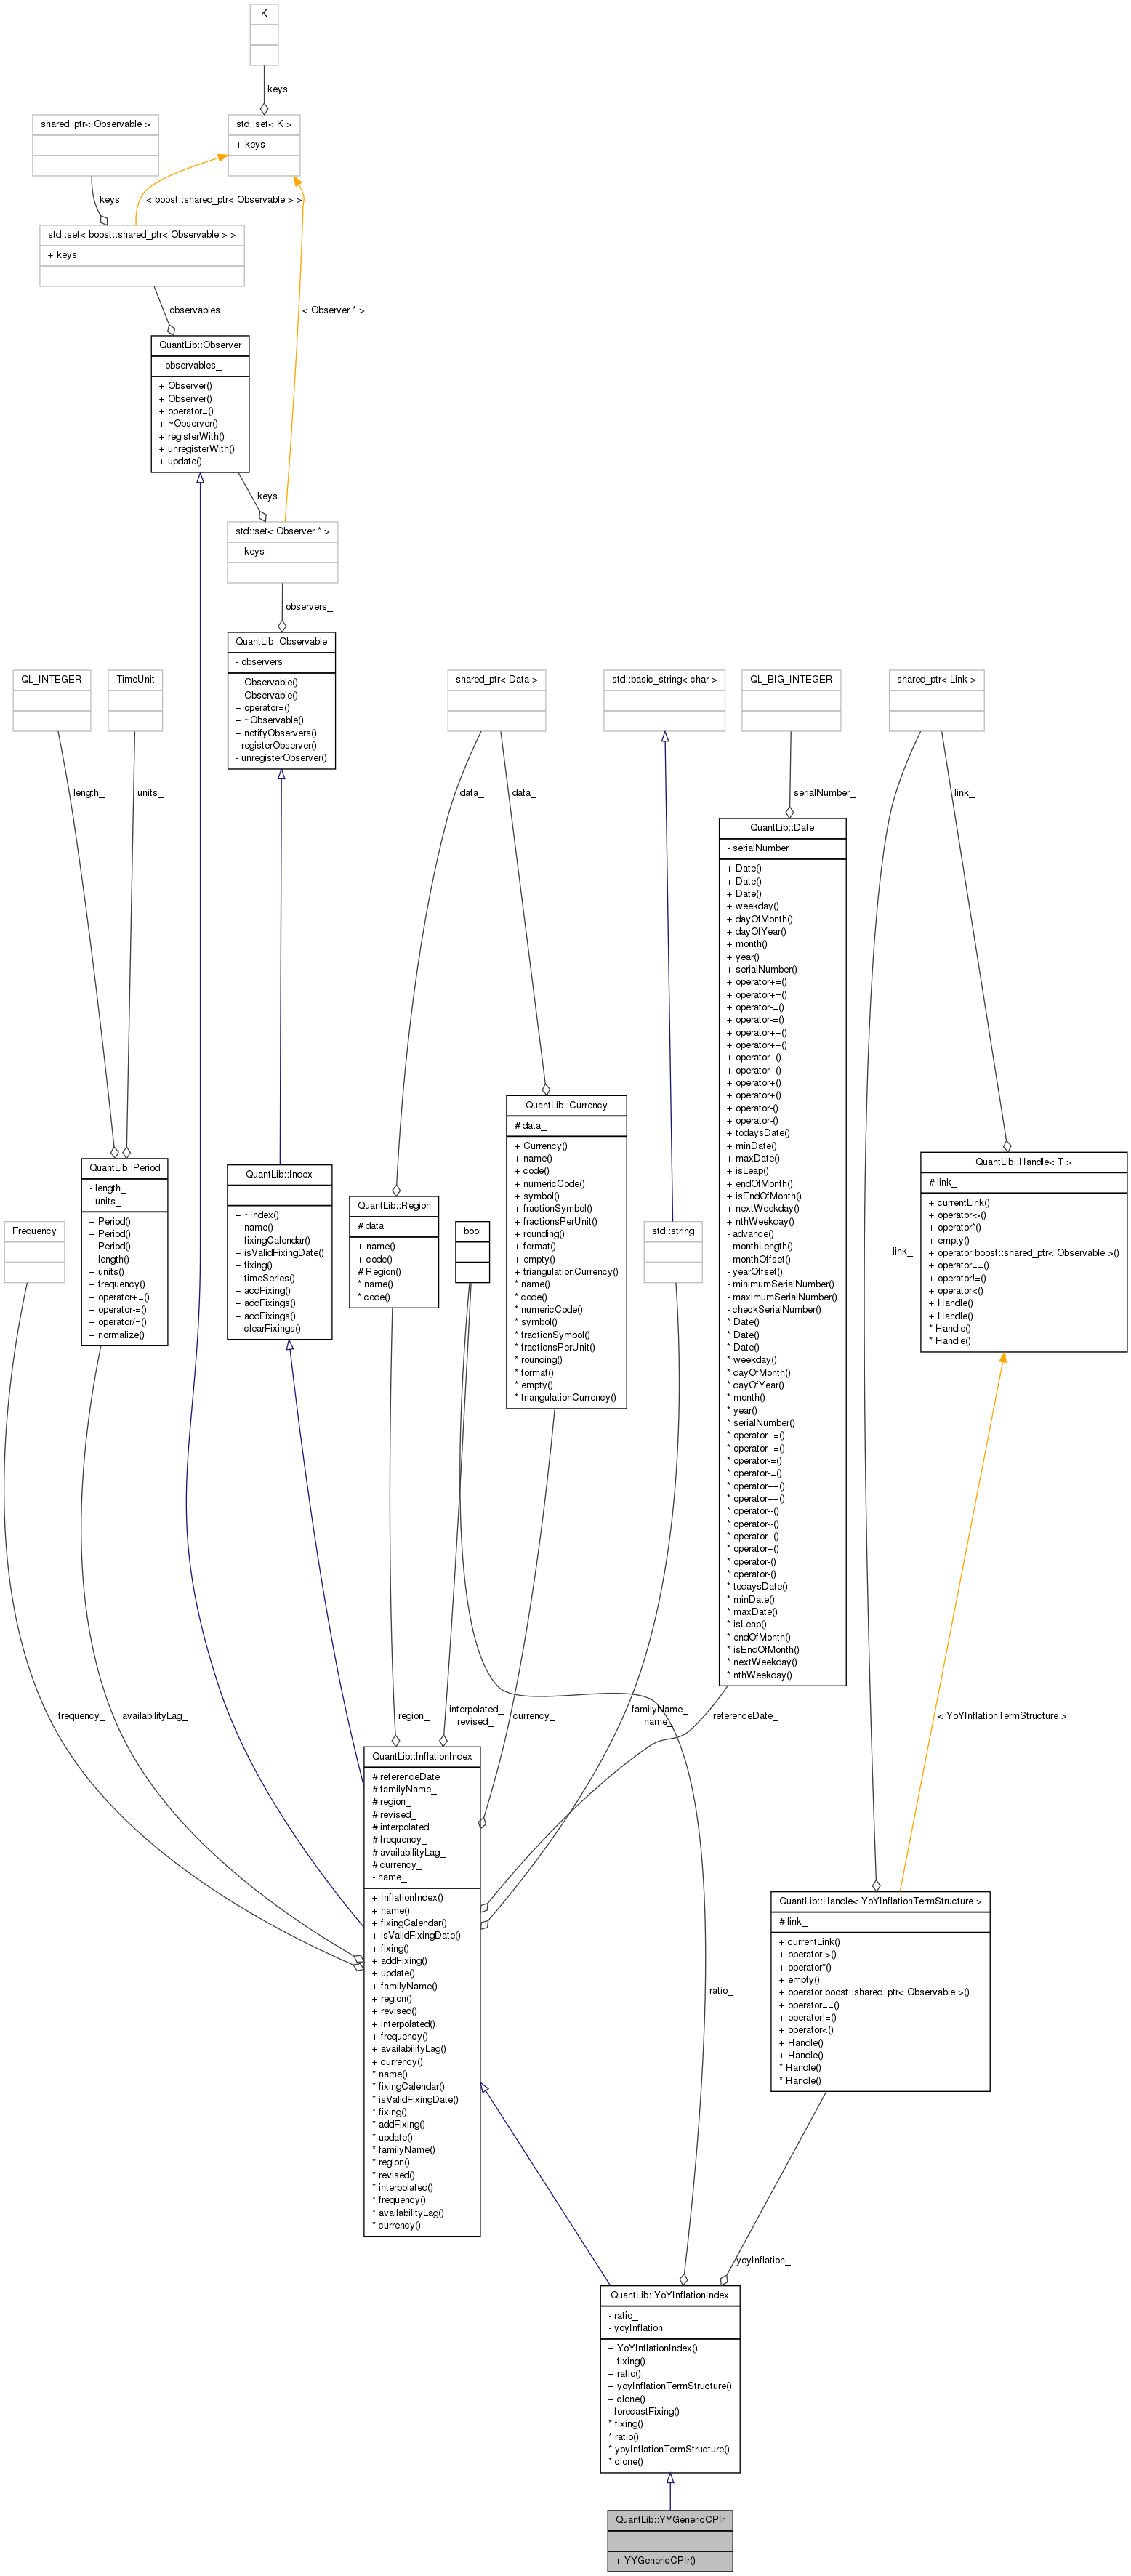 K
keys
shared_ptr< Observable >
std::set< K >
+ keys
keys
< boost::shared_ptr< Observable > >
std::set< boost::shared_ptr< Observable > >
+ keys
observables_
< Observer * >
QuantLib::Observer
- observables_
+ Observer()
+ Observer()
+ operator=()
+ ~Observer()
+ registerWith()
+ unregisterWith()
+ update()
keys
std::set< Observer * >
+ keys
observers_
QuantLib::Observable
- observers_
+ Observable()
+ Observable()
+ operator=()
+ ~Observable()
+ notifyObservers()
- registerObserver()
- unregisterObserver()
QL_INTEGER
TimeUnit
shared_ptr< Data >
std::basic_string< char >
QL_BIG_INTEGER
shared_ptr< Link >
length_
units_
data_
data_
serialNumber_
link_
QuantLib::Date
- serialNumber_
+ Date()
+ Date()
+ Date()
+ weekday()
+ dayOfMonth()
+ dayOfYear()
+ month()
+ year()
+ serialNumber()
+ operator+=()
+ operator+=()
+ operator-=()
+ operator-=()
+ operator++()
+ operator++()
+ operator--()
+ operator--()
+ operator+()
+ operator+()
+ operator-()
+ operator-()
+ todaysDate()
+ minDate()
+ maxDate()
+ isLeap()
+ endOfMonth()
+ isEndOfMonth()
+ nextWeekday()
+ nthWeekday()
- advance()
- monthLength()
- monthOffset()
- yearOffset()
- minimumSerialNumber()
- maximumSerialNumber()
- checkSerialNumber()
* Date()
* Date()
* Date()
* weekday()
* dayOfMonth()
* dayOfYear()
* month()
* year()
* serialNumber()
* operator+=()
* operator+=()
* operator-=()
* operator-=()
* operator++()
* operator++()
* operator--()
* operator--()
* operator+()
* operator+()
* operator-()
* operator-()
* todaysDate()
* minDate()
* maxDate()
* isLeap()
* endOfMonth()
* isEndOfMonth()
* nextWeekday()
* nthWeekday()
QuantLib::Currency
# data_
+ Currency()
+ name()
+ code()
+ numericCode()
+ symbol()
+ fractionSymbol()
+ fractionsPerUnit()
+ rounding()
+ format()
+ empty()
+ triangulationCurrency()
* name()
* code()
* numericCode()
* symbol()
* fractionSymbol()
* fractionsPerUnit()
* rounding()
* format()
* empty()
* triangulationCurrency()
QuantLib::Handle< T >
# link_
+ currentLink()
+ operator->()
+ operator*()
+ empty()
+ operator boost::shared_ptr< Observable >()
+ operator==()
+ operator!=()
+ operator<()
+ Handle()
+ Handle()
* Handle()
* Handle()
QuantLib::Period
- length_
- units_
+ Period()
+ Period()
+ Period()
+ length()
+ units()
+ frequency()
+ operator+=()
+ operator-=()
+ operator/=()
+ normalize()
QuantLib::Index
+ ~Index()
+ name()
+ fixingCalendar()
+ isValidFixingDate()
+ fixing()
+ timeSeries()
+ addFixing()
+ addFixings()
+ addFixings()
+ clearFixings()
QuantLib::Region
# data_
+ name()
+ code()
# Region()
* name()
* code()
Frequency
bool
std::string
link_
frequency_
availabilityLag_
region_
interpolated_
revised_
currency_
familyName_
name_
referenceDate_
< YoYInflationTermStructure >
QuantLib::InflationIndex
# referenceDate_
# familyName_
# region_
# revised_
# interpolated_
# frequency_
# availabilityLag_
# currency_
- name_
+ InflationIndex()
+ name()
+ fixingCalendar()
+ isValidFixingDate()
+ fixing()
+ addFixing()
+ update()
+ familyName()
+ region()
+ revised()
+ interpolated()
+ frequency()
+ availabilityLag()
+ currency()
* name()
* fixingCalendar()
* isValidFixingDate()
* fixing()
* addFixing()
* update()
* familyName()
* region()
* revised()
* interpolated()
* frequency()
* availabilityLag()
* currency()
QuantLib::Handle< YoYInflationTermStructure >
# link_
+ currentLink()
+ operator->()
+ operator*()
+ empty()
+ operator boost::shared_ptr< Observable >()
+ operator==()
+ operator!=()
+ operator<()
+ Handle()
+ Handle()
* Handle()
* Handle()
ratio_
yoyInflation_
QuantLib::YoYInflationIndex
- ratio_
- yoyInflation_
+ YoYInflationIndex()
+ fixing()
+ ratio()
+ yoyInflationTermStructure()
+ clone()
- forecastFixing()
* fixing()
* ratio()
* yoyInflationTermStructure()
* clone()
QuantLib::YYGenericCPIr
+ YYGenericCPIr()